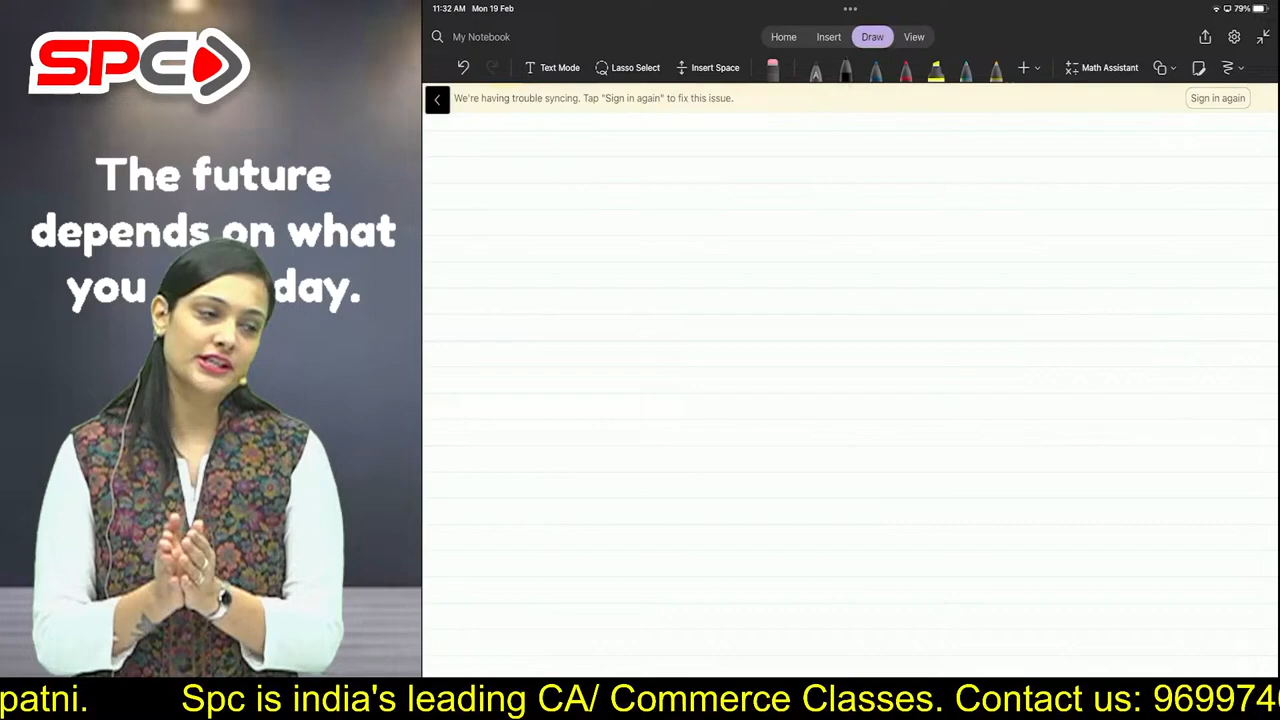 SPC
The future
depends on what
you day.
11:32 AM Mon 19 Feb
79%
My Notebook
Home Insert Draw View
Text Mode Lasso Select Insert Space Math Assistant
We're having trouble syncing. Tap "Sign in again" to fix this issue.
Sign in again
patni. Spc is india's leading CA/ Commerce Classes. Contact us: 969974